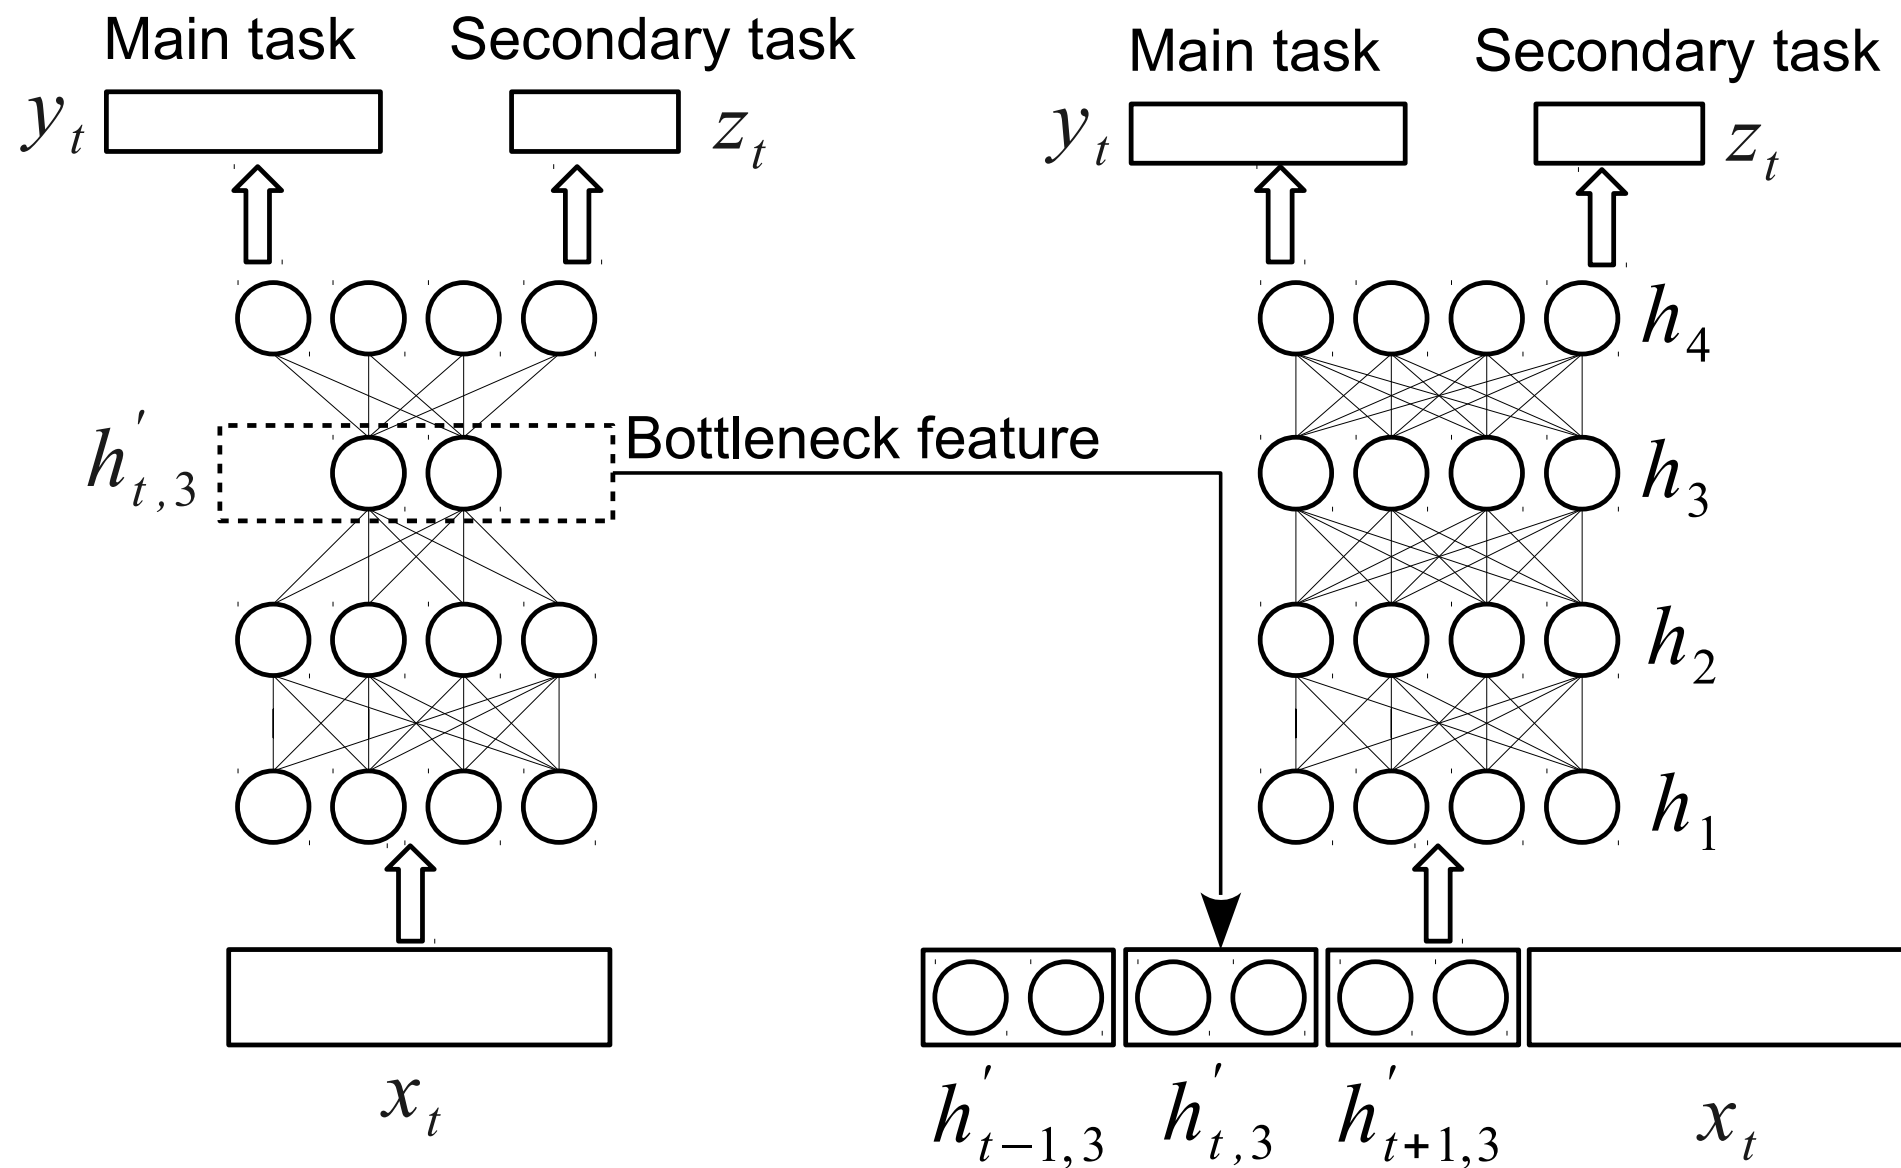 Main task Secondary task
y_t z_t
h'_{t,3} Bottleneck feature
x_t
Main task Secondary task
y_t z_t
h_4
h_3
h_2
h_1
h'_{t-1,3} h'_{t,3} h'_{t+1,3} x_t